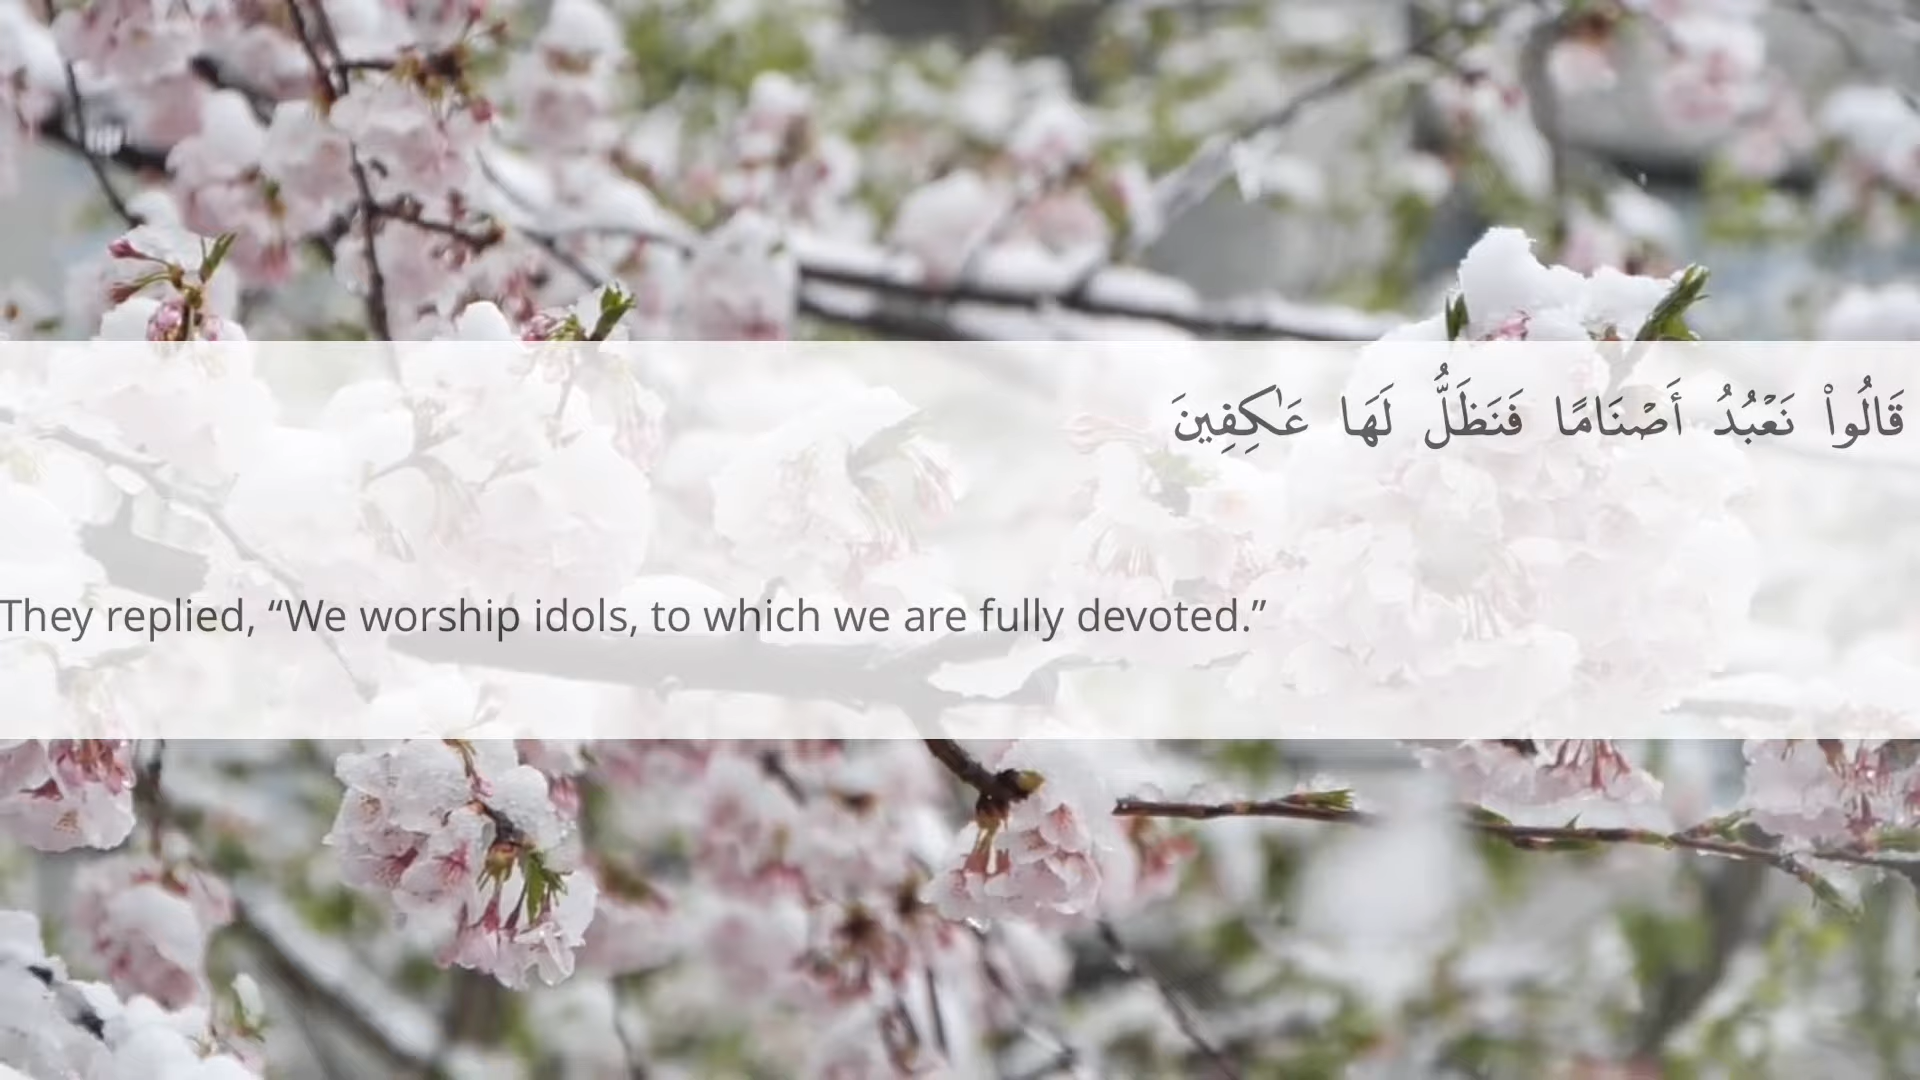 قَالُوا۟ نَعْبُدُ أَصْنَامًا فَنَظَلُّ لَهَا عَـٰكِفِينَ
They replied, “We worship idols, to which we are fully devoted.”